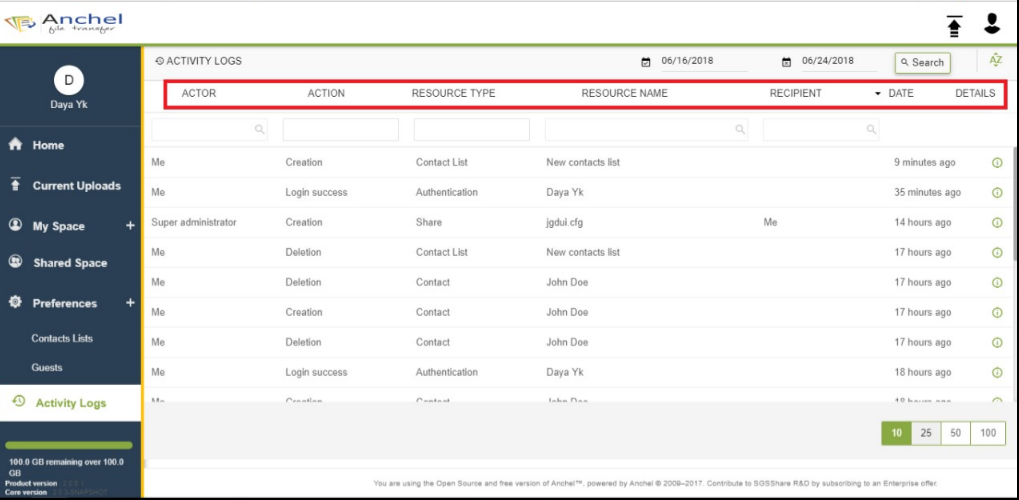 Anchel
file transfer
D
Daya Yk
Home
Current Uploads
My Space +
Shared Space
Preferences +
Contacts Lists
Guests
Activity Logs
100.0 GB remaining over 100.0
GB
Product version
Core version
ACTIVITY LOGS 06/16/2018 06/24/2018 Search AZ
ACTOR ACTION RESOURCE TYPE RESOURCE NAME RECIPIENT DATE DETAILS
Me Creation Contact List New contacts list 9 minutes ago
Me Login success Authentication Daya Yk 35 minutes ago
Super administrator Creation Share jgdui.cfg Me 14 hours ago
Me Deletion Contact List New contacts list 17 hours ago
Me Deletion Contact John Doe 17 hours ago
Me Creation Contact John Doe 17 hours ago
Me Deletion Contact John Doe 17 hours ago
Me Login success Authentication Daya Yk 18 hours ago
Me Creation Contact John Doe 18 hours ago
10 25 50 100
You are using the Open Source and free version of Anchel™, powered by Anchel © 2009–2017. Contribute to SGSShare R&D by subscribing to an Enterprise offer.